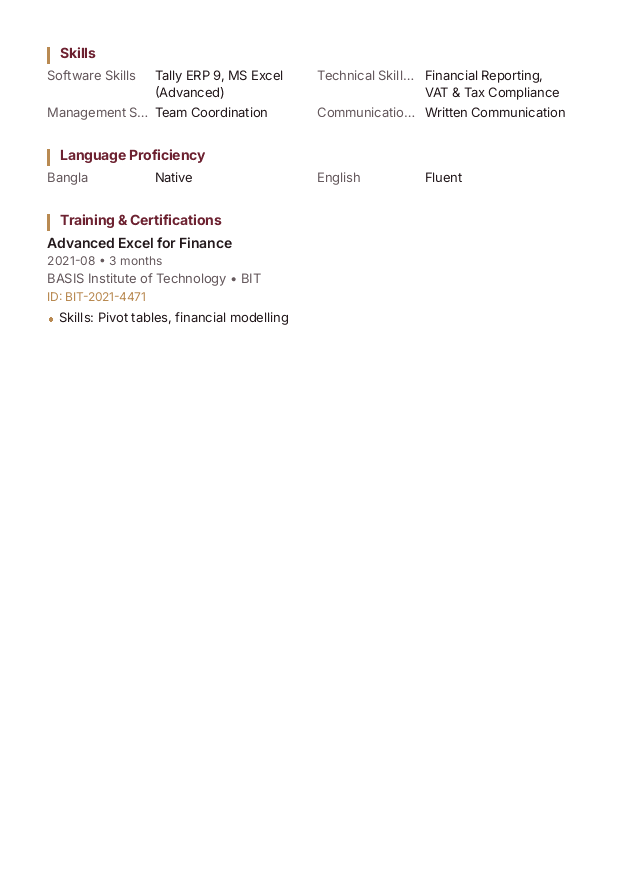 Skills
Software Skills Tally ERP 9, MS Excel (Advanced) Technical Skill... Financial Reporting, VAT & Tax Compliance
Management S... Team Coordination Communicatio... Written Communication
Language Proficiency
Bangla Native English Fluent
Training & Certifications
Advanced Excel for Finance
2021-08 • 3 months
BASIS Institute of Technology • BIT
ID: BIT-2021-4471
• Skills: Pivot tables, financial modelling